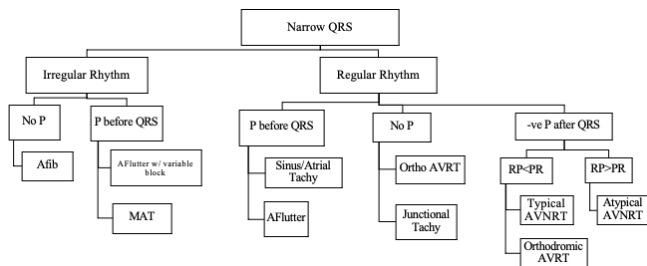 Narrow QRS
Irregular Rhythm
Regular Rhythm
No P
P before QRS
P before QRS
No P
-ve P after QRS
Afib
AFlutter w/ variable
block
MAT
Sinus/Atrial
Tachy
AFlutter
Ortho AVRT
Junctional
Tachy
RP<PR
RP>PR
Typical
AVNRT
Atypical
AVNRT
Orthodromic
AVRT